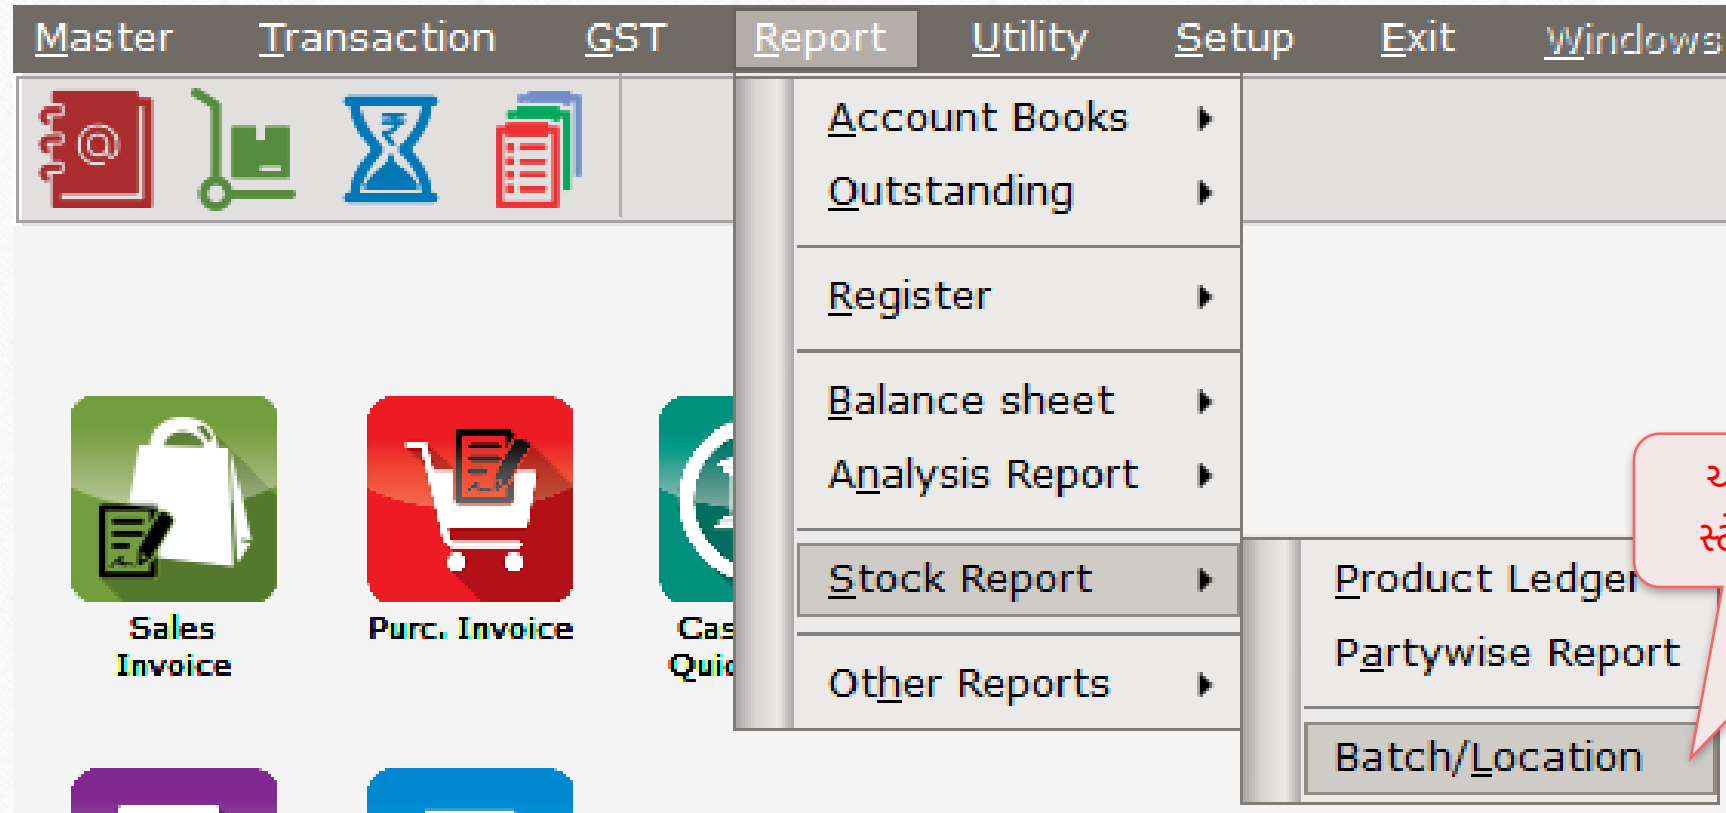 Master Transaction GST Report Utility Setup Exit Windows
Account Books
Outstanding
Register
Balance sheet
Analysis Report
Stock Report
Other Reports
Product Ledger
Partywise Report
Batch/Location
@
₹
Sales
Invoice
Purc. Invoice